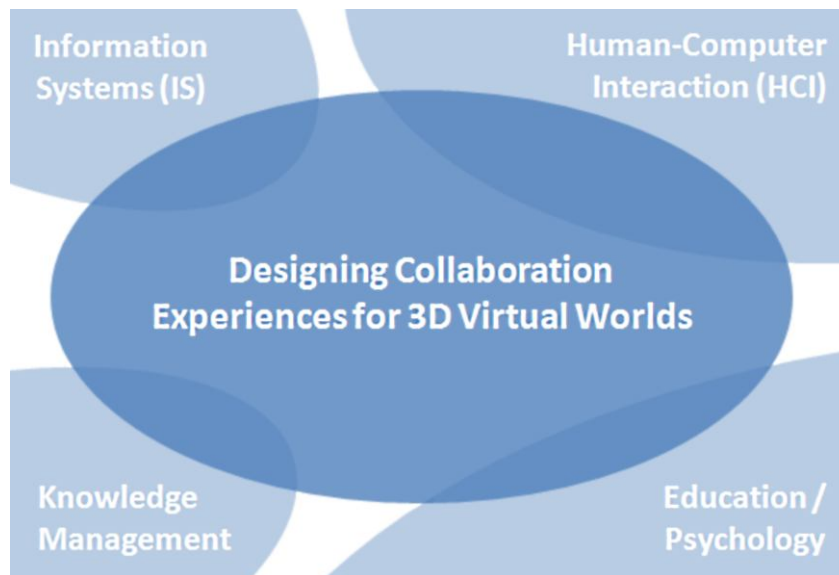 Information
Systems (IS)
Human-Computer
Interaction (HCI)
Designing Collaboration
Experiences for 3D Virtual Worlds
Knowledge
Management
Education /
Psychology